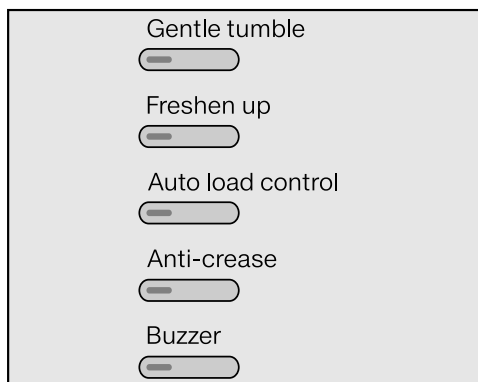 Gentle tumble
Freshen up
Auto load control
Anti-crease
Buzzer